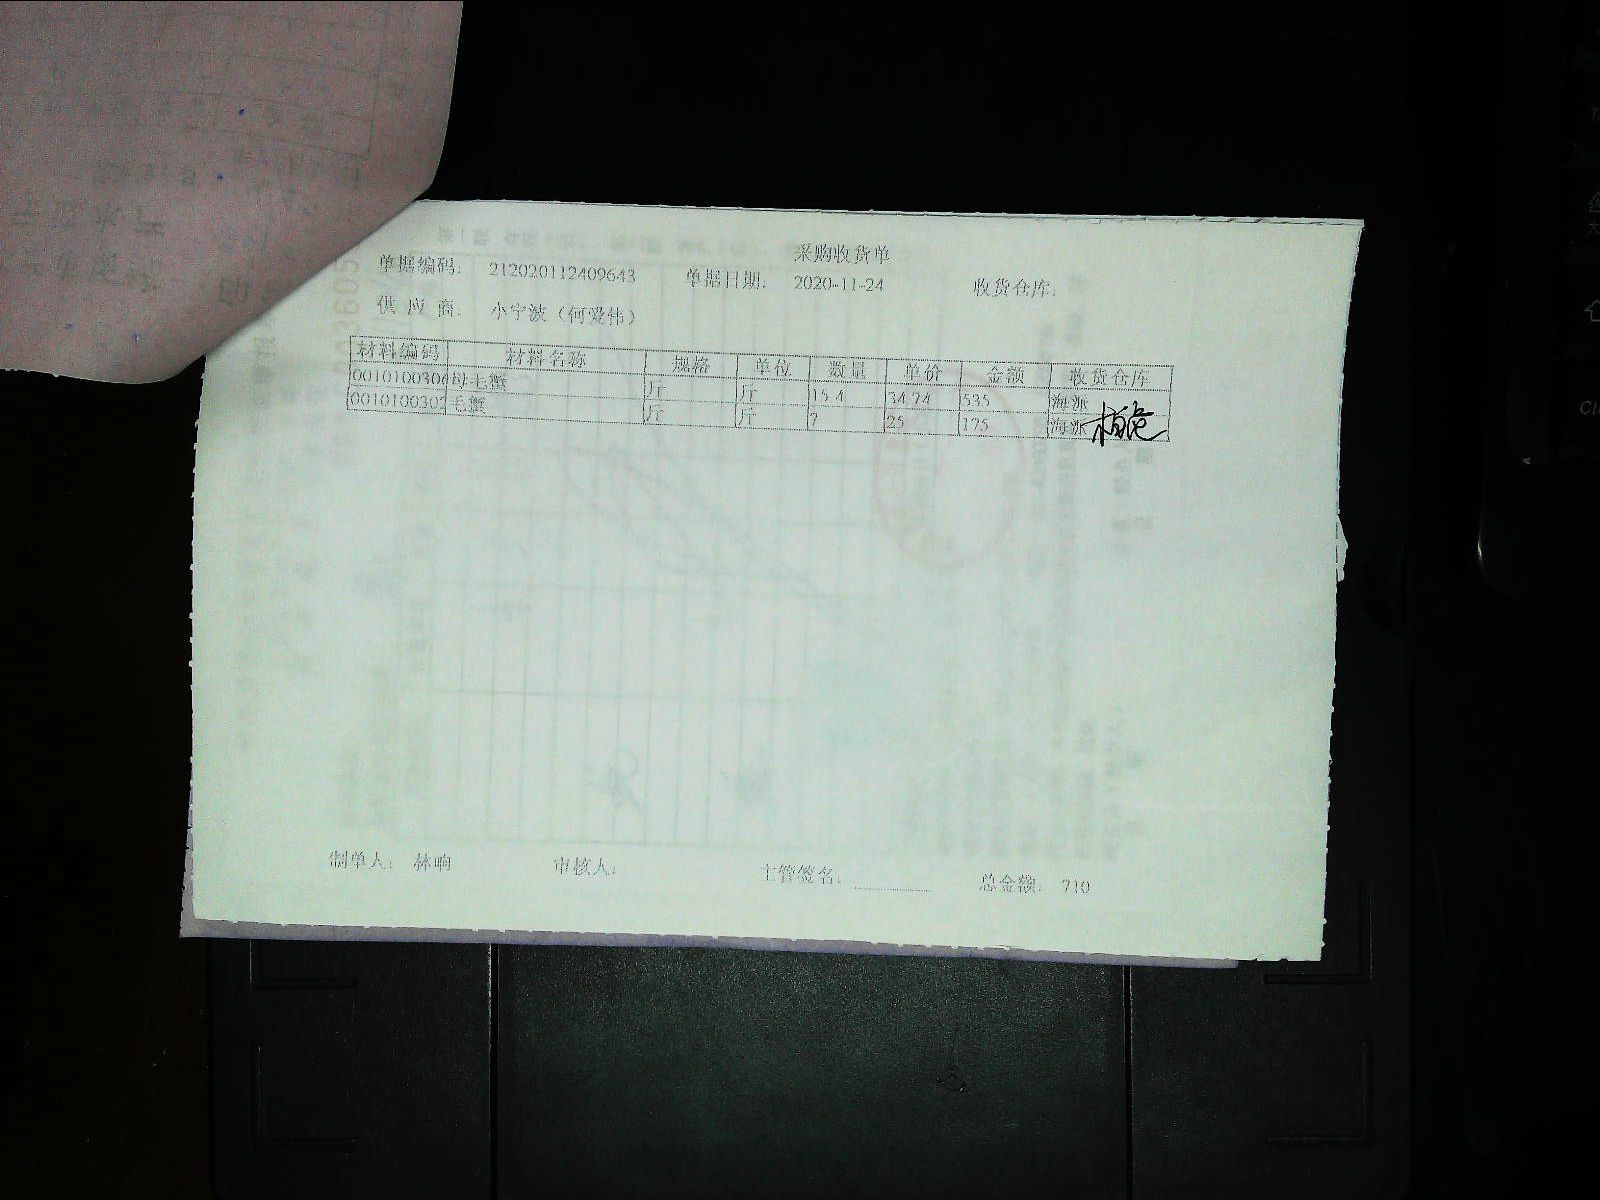 采购收货单
单据编码: 212020112409643 单据日期: 2020-11-24 收货仓库:
供应商: 小宁波(何爱伟)
材料编码 材料名称 规格 单位 数量 单价 金额 收货仓库
0010100304 母毛蟹 斤 斤 15.4 34.74 535 海派
0010100302 毛蟹 斤 斤 7 25 175 海派
制单人: 林响 审核人: 主管签名: 总金额: 710